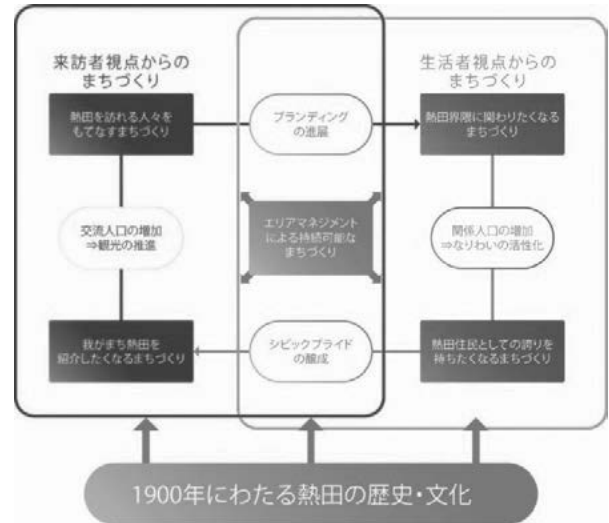 来訪者視点からの
まちづくり
生活者視点からの
まちづくり
熱田を訪れる人々を
もてなすまちづくり
ブランディング
の進展
熱田界隈に関わりたくなる
まちづくり
交流人口の増加
⇒観光の推進
エリアマネジメント
による持続可能な
まちづくり
関係人口の増加
⇒なりわいの活性化
我がまち熱田を
紹介したくなるまちづくり
シビックプライド
の醸成
熱田住民としての誇りを
持ちたくなるまちづくり
1900年にわたる熱田の歴史・文化